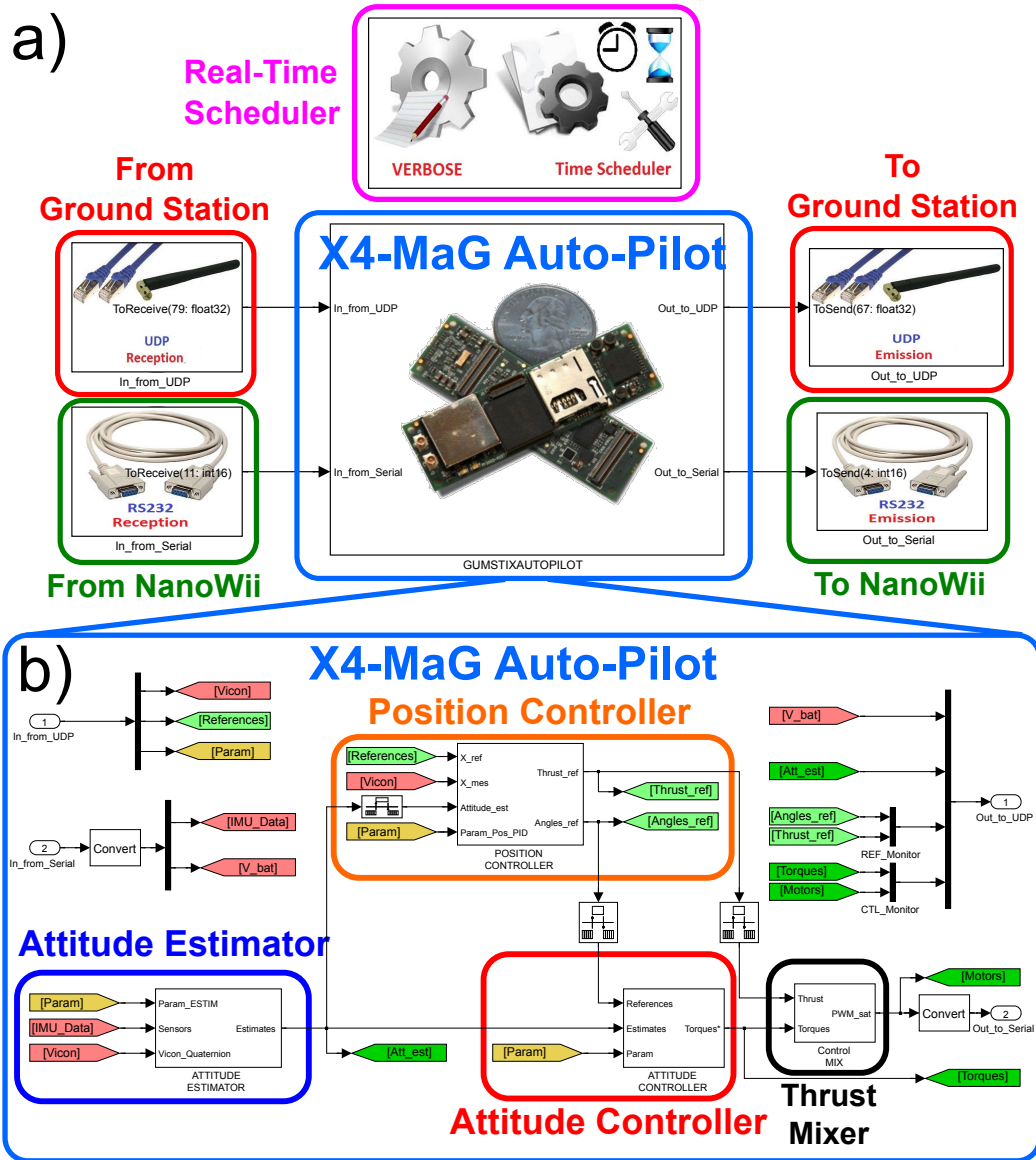 a)
Real-Time
Scheduler
VERBOSE
Time Scheduler
From
Ground Station
To
Ground Station
X4-MaG Auto-Pilot
ToReceive(79: float32)
UDP
Reception
In_from_UDP
In_from_UDP
Out_to_UDP
ToSend(67: float32)
UDP
Emission
Out_to_UDP
ToReceive(11: int16)
RS232
Reception
In_from_Serial
In_from_Serial
Out_to_Serial
ToSend(4: int16)
RS232
Emission
Out_to_Serial
GUMSTIXAUTOPILOT
From NanoWii
To NanoWii
b)
X4-MaG Auto-Pilot
Position Controller
1
In_from_UDP
[Vicon]
[References]
[Param]
2
In_from_Serial
Convert
[IMU_Data]
[V_bat]
[References]
[Vicon]
[Param]
X_ref
X_mes
Attitude_est
Param_Pos_PID
Thrust_ref
Angles_ref
POSITION
CONTROLLER
[Thrust_ref]
[Angles_ref]
[V_bat]
[Att_est]
[Angles_ref]
[Thrust_ref]
REF_Monitor
[Torques]
[Motors]
CTL_Monitor
1
Out_to_UDP
Attitude Estimator
[Param]
[IMU_Data]
[Vicon]
Param_ESTIM
Sensors
Vicon_Quaternion
Estimates
ATTITUDE
ESTIMATOR
[Att_est]
[Param]
References
Estimates
Param
Torques*
ATTITUDE
CONTROLLER
Attitude Controller
Thrust
Torques
PWM_sat
Control
MIX
Thrust
Mixer
[Motors]
Convert
2
Out_to_Serial
[Torques]